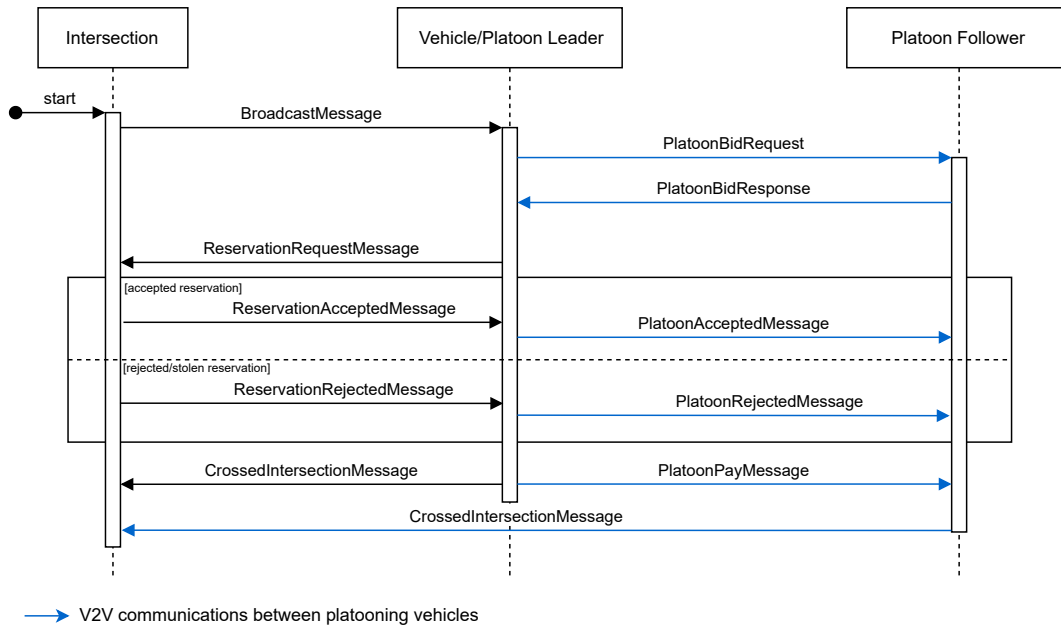 Intersection
Vehicle/Platoon Leader
Platoon Follower
start
BroadcastMessage
PlatoonBidRequest
PlatoonBidResponse
ReservationRequestMessage
[accepted reservation]
ReservationAcceptedMessage
PlatoonAcceptedMessage
[rejected/stolen reservation]
ReservationRejectedMessage
PlatoonRejectedMessage
CrossedIntersectionMessage
PlatoonPayMessage
CrossedIntersectionMessage
V2V communications between platooning vehicles